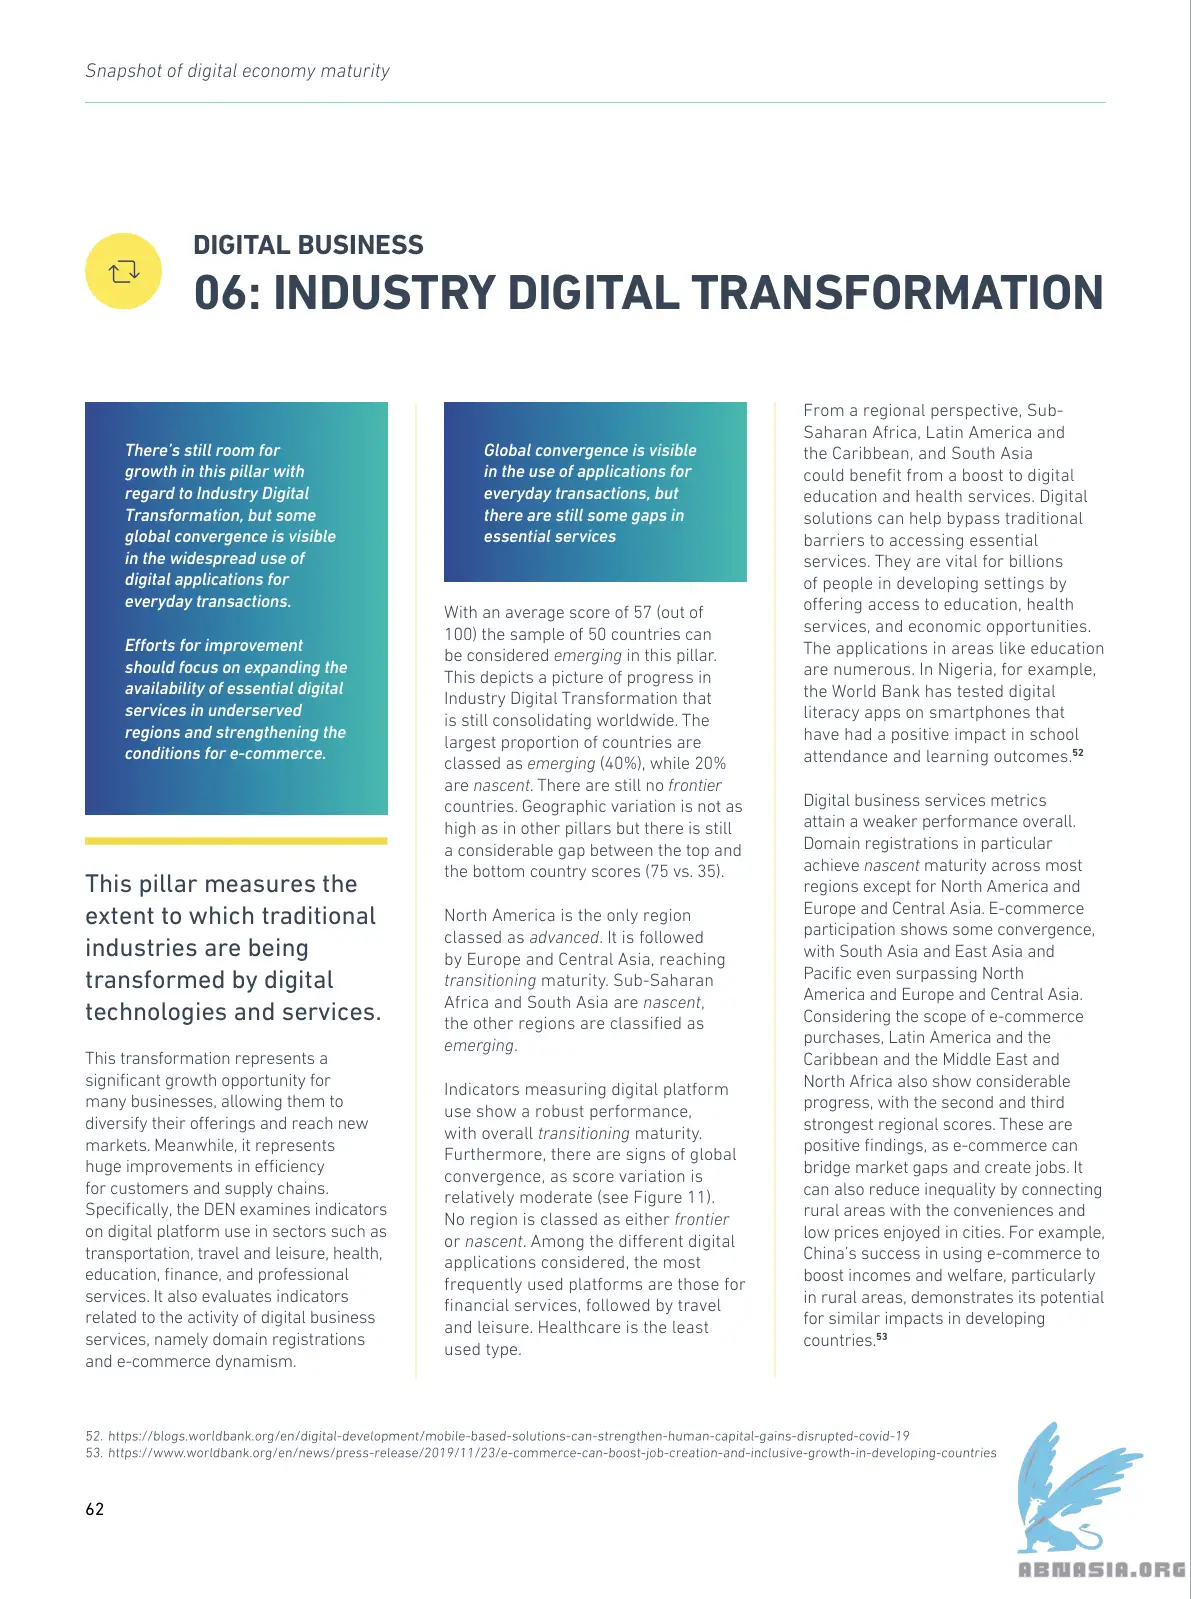 Snapshot of digital economy maturity
DIGITAL BUSINESS
06: INDUSTRY DIGITAL TRANSFORMATION
There's still room for
growth in this pillar with
regard to Industry Digital
Transformation, but some
global convergence is visible
in the widespread use of
digital applications for
everyday transactions.
Efforts for improvement
should focus on expanding the
availability of essential digital
services in underserved
regions and strengthening the
conditions for e-commerce.
This pillar measures the
extent to which traditional
industries are being
transformed by digital
technologies and services.
This transformation represents a
significant growth opportunity for
many businesses, allowing them to
diversify their offerings and reach new
markets. Meanwhile, it represents
huge improvements in efficiency
for customers and supply chains.
Specifically, the DEN examines indicators
on digital platform use in sectors such as
transportation, travel and leisure, health,
education, finance, and professional
services. It also evaluates indicators
related to the activity of digital business
services, namely domain registrations
and e-commerce dynamism.
Global convergence is visible
in the use of applications for
everyday transactions, but
there are still some gaps in
essential services
With an average score of 57 (out of
100) the sample of 50 countries can
be considered emerging in this pillar.
This depicts a picture of progress in
Industry Digital Transformation that
is still consolidating worldwide. The
largest proportion of countries are
classed as emerging (40%), while 20%
are nascent. There are still no frontier
countries. Geographic variation is not as
high as in other pillars but there is still
a considerable gap between the top and
the bottom country scores (75 vs. 35).
North America is the only region
classed as advanced. It is followed
by Europe and Central Asia, reaching
transitioning maturity. Sub-Saharan
Africa and South Asia are nascent,
the other regions are classified as
emerging.
Indicators measuring digital platform
use show a robust performance,
with overall transitioning maturity.
Furthermore, there are signs of global
convergence, as score variation is
relatively moderate (see Figure 11).
No region is classed as either frontier
or nascent. Among the different digital
applications considered, the most
frequently used platforms are those for
financial services, followed by travel
and leisure. Healthcare is the least
used type.
From a regional perspective, Sub-
Saharan Africa, Latin America and
the Caribbean, and South Asia
could benefit from a boost to digital
education and health services. Digital
solutions can help bypass traditional
barriers to accessing essential
services. They are vital for billions
of people in developing settings by
offering access to education, health
services, and economic opportunities.
The applications in areas like education
are numerous. In Nigeria, for example,
the World Bank has tested digital
literacy apps on smartphones that
have had a positive impact in school
attendance and learning outcomes.52
Digital business services metrics
attain a weaker performance overall.
Domain registrations in particular
achieve nascent maturity across most
regions except for North America and
Europe and Central Asia. E-commerce
participation shows some convergence,
with South Asia and East Asia and
Pacific even surpassing North
America and Europe and Central Asia.
Considering the scope of e-commerce
purchases, Latin America and the
Caribbean and the Middle East and
North Africa also show considerable
progress, with the second and third
strongest regional scores. These are
positive findings, as e-commerce can
bridge market gaps and create jobs. It
can also reduce inequality by connecting
rural areas with the conveniences and
low prices enjoyed in cities. For example,
China's success in using e-commerce to
boost incomes and welfare, particularly
in rural areas, demonstrates its potential
for similar impacts in developing
countries.53
52. https://blogs.worldbank.org/en/digital-development/mobile-based-solutions-can-strengthen-human-capital-gains-disrupted-covid-19
53. https://www.worldbank.org/en/news/press-release/2019/11/23/e-commerce-can-boost-job-creation-and-inclusive-growth-in-developing-countries
62
ABNASIA.ORG